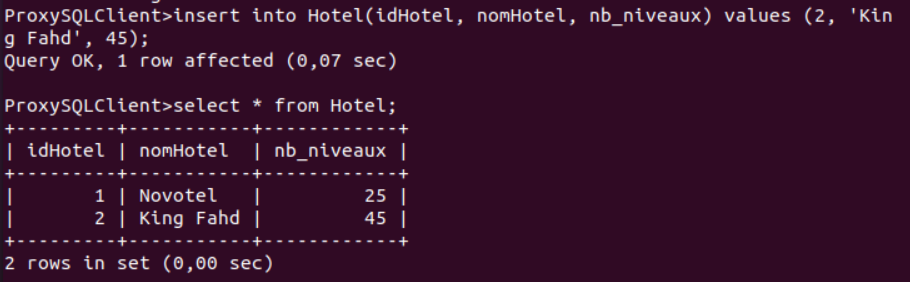 ProxySQLClient>insert into Hotel(idHotel, nomHotel, nb_niveaux) values (2, 'Kin
g Fahd', 45);
Query OK, 1 row affected (0,07 sec)

ProxySQLClient>select * from Hotel;
+---------+-----------+------------+
| idHotel | nomHotel  | nb_niveaux |
+---------+-----------+------------+
|       1 | Novotel   |         25 |
|       2 | King Fahd |         45 |
+---------+-----------+------------+
2 rows in set (0,00 sec)